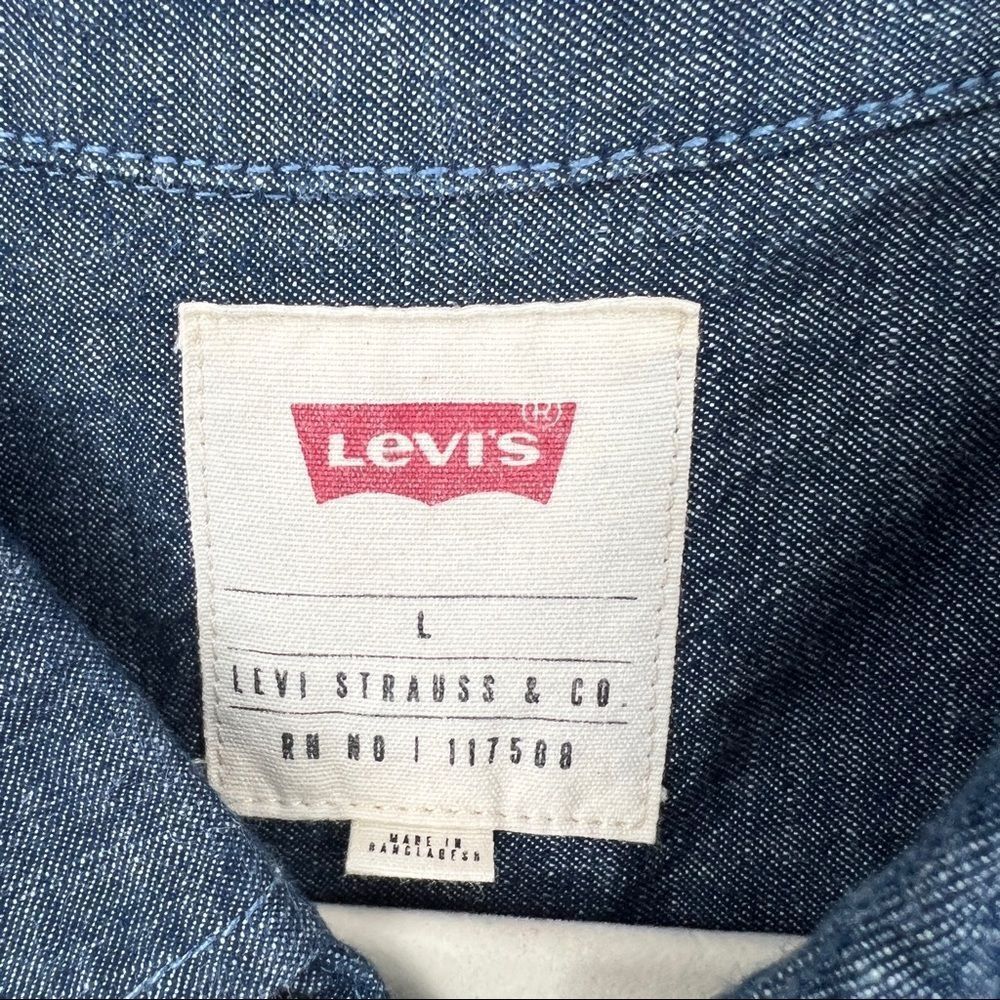 LEVI'S ®
L
LEVI STRAUSS & CO.
RN NO | 117508
MADE IN
BANGLADESH